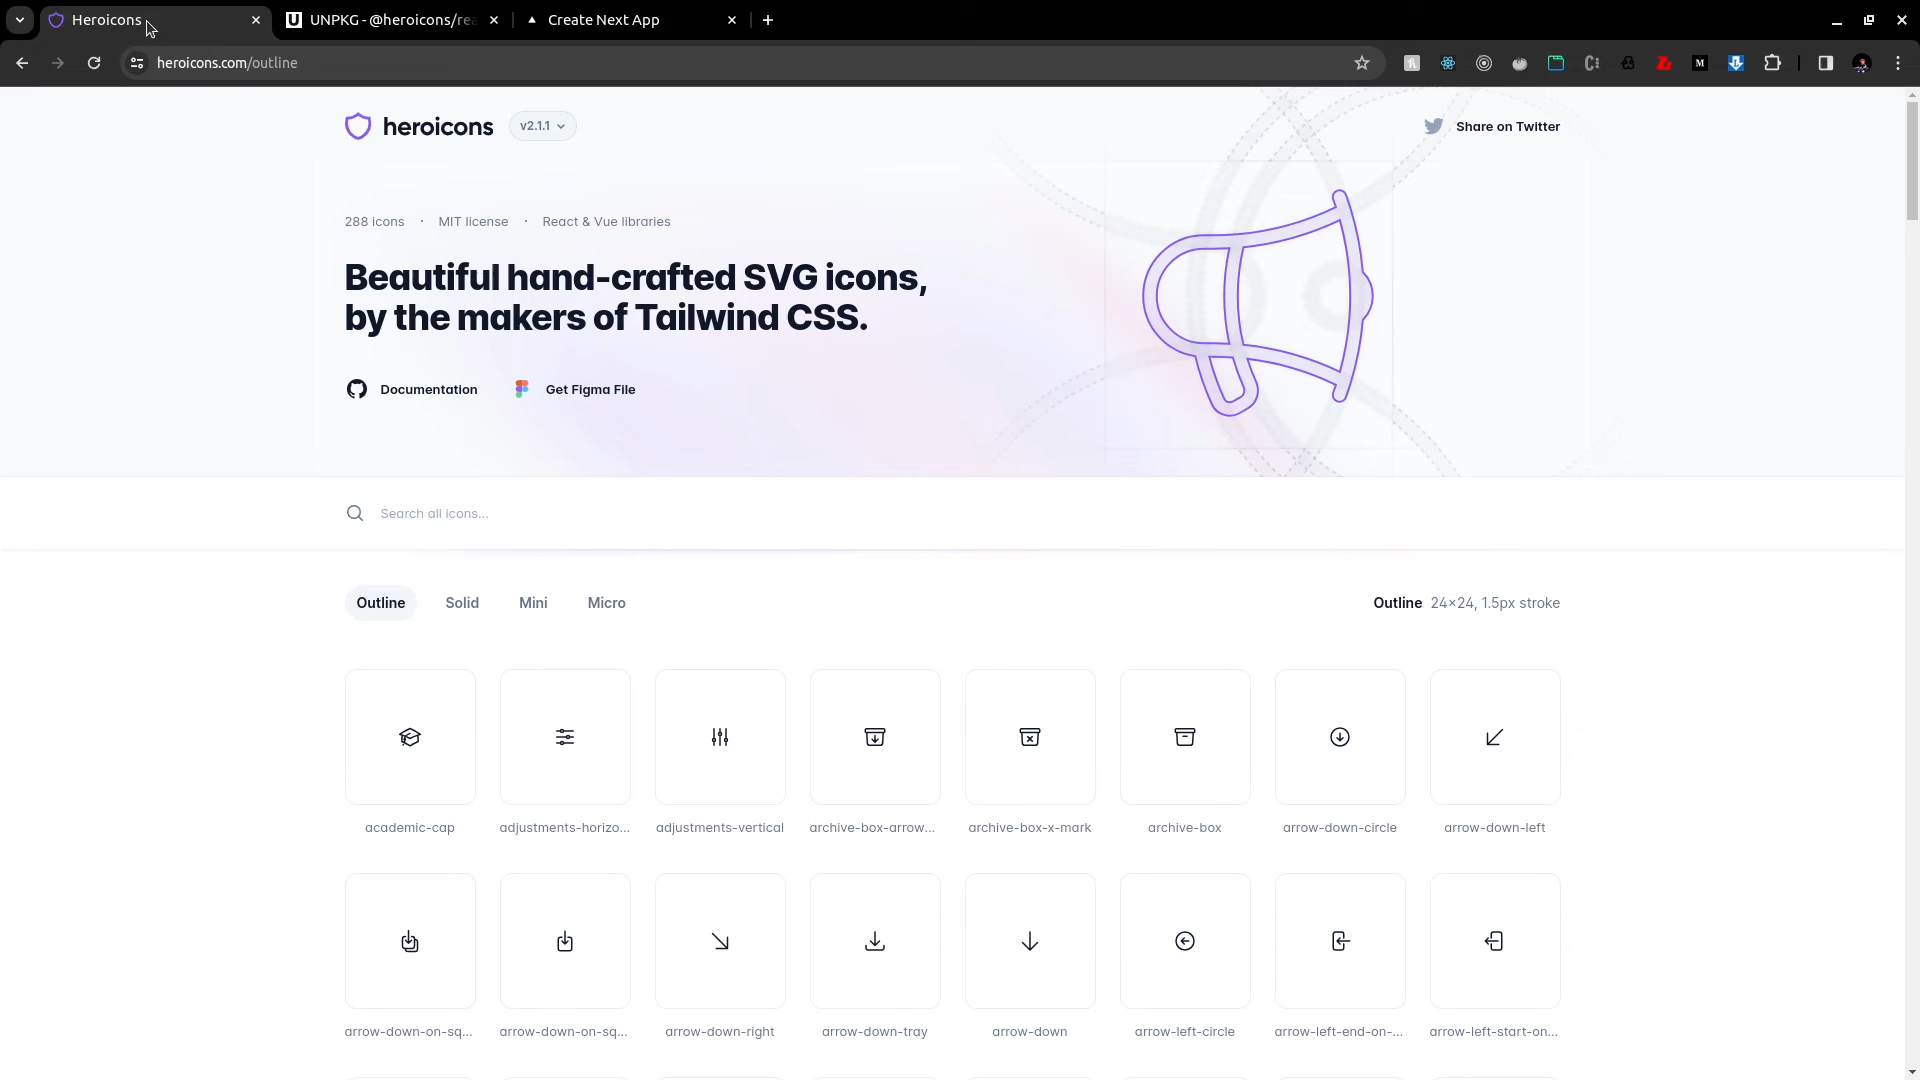 Heroicons
UNPKG - @heroicons/rea
Create Next App
heroicons.com/outline
heroicons
v2.1.1
Share on Twitter
288 icons · MIT license · React & Vue libraries
Beautiful hand-crafted SVG icons,
by the makers of Tailwind CSS.
Documentation
Get Figma File
Search all icons...
Outline
Solid
Mini
Micro
Outline 24×24, 1.5px stroke
academic-cap
adjustments-horizo...
adjustments-vertical
archive-box-arrow...
archive-box-x-mark
archive-box
arrow-down-circle
arrow-down-left
arrow-down-on-sq...
arrow-down-on-sq...
arrow-down-right
arrow-down-tray
arrow-down
arrow-left-circle
arrow-left-end-on-...
arrow-left-start-on...